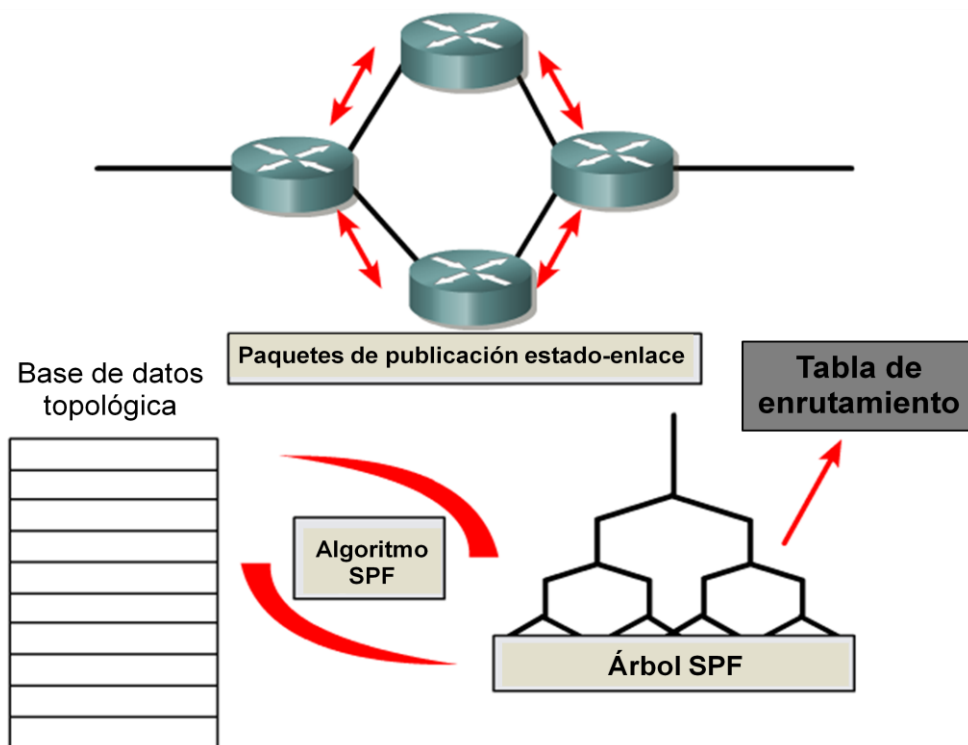 Paquetes de publicación estado-enlace
Base de datos
topológica
Tabla de
enrutamiento
Algoritmo
SPF
Árbol SPF